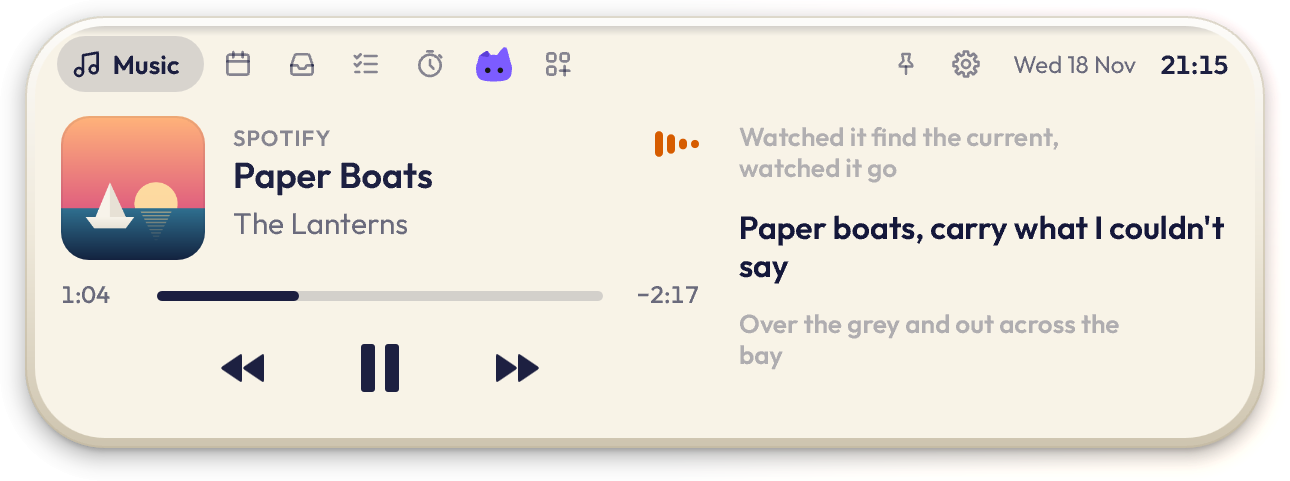 Music
Wed 18 Nov 21:15
SPOTIFY
Paper Boats
The Lanterns
1:04
−2:17
Watched it find the current,
watched it go
Paper boats, carry what I couldn't
say
Over the grey and out across the
bay